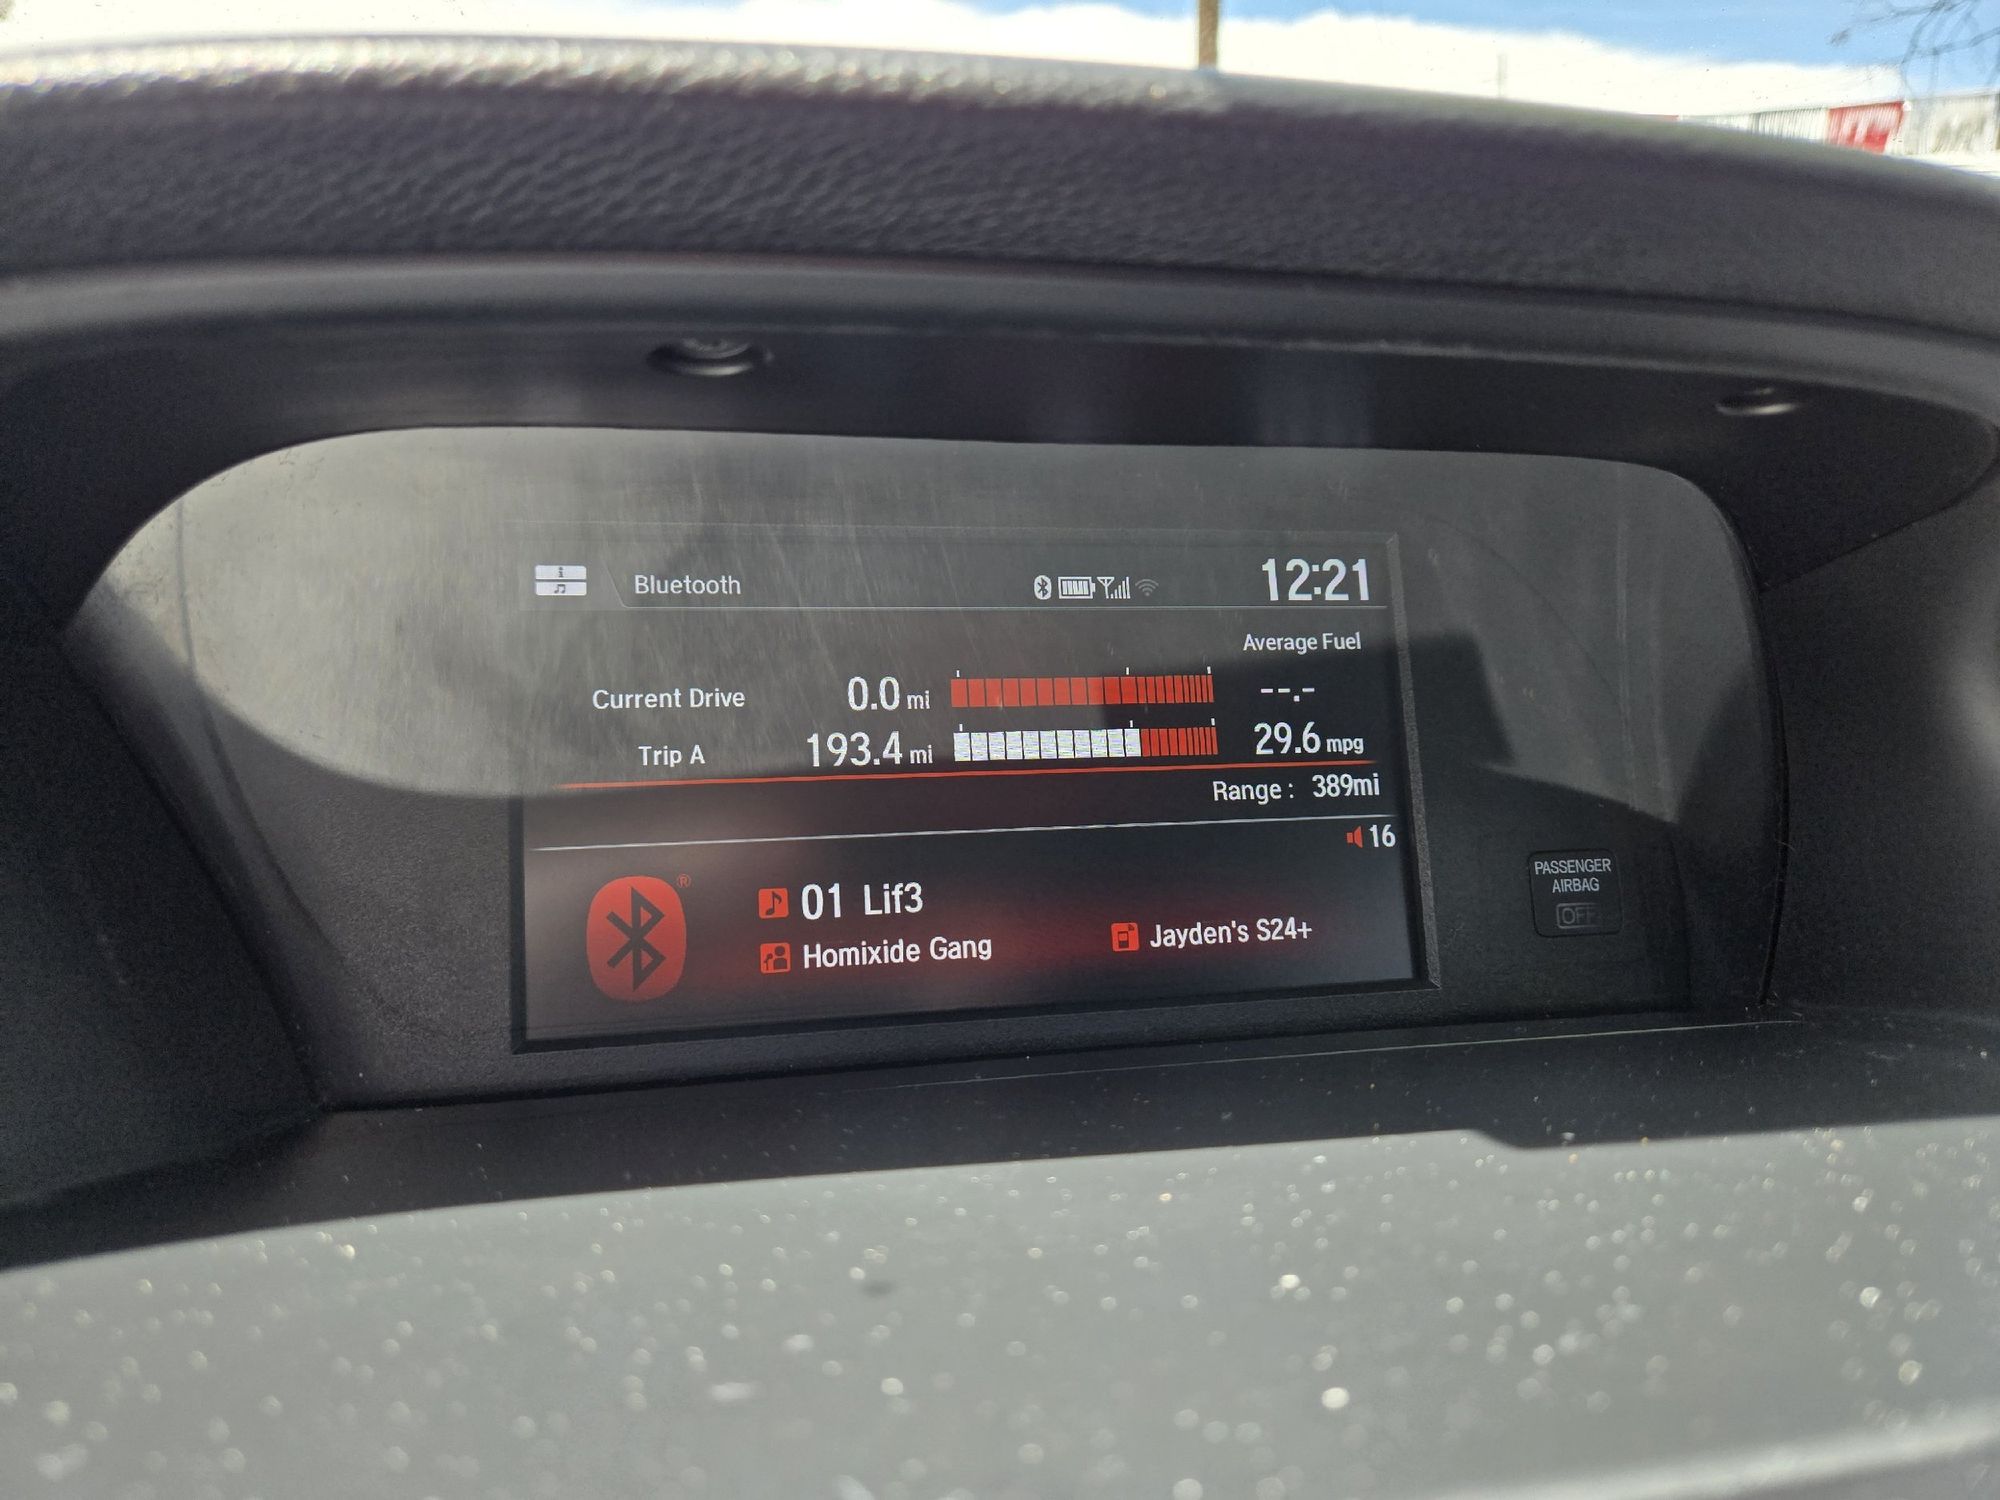 Bluetooth 12:21
Average Fuel
Current Drive 0.0 mi --.-
Trip A 193.4 mi 29.6 mpg
Range : 389mi
16
® 01 Lif3
Homixide Gang Jayden's S24+
PASSENGER
AIRBAG
OFF